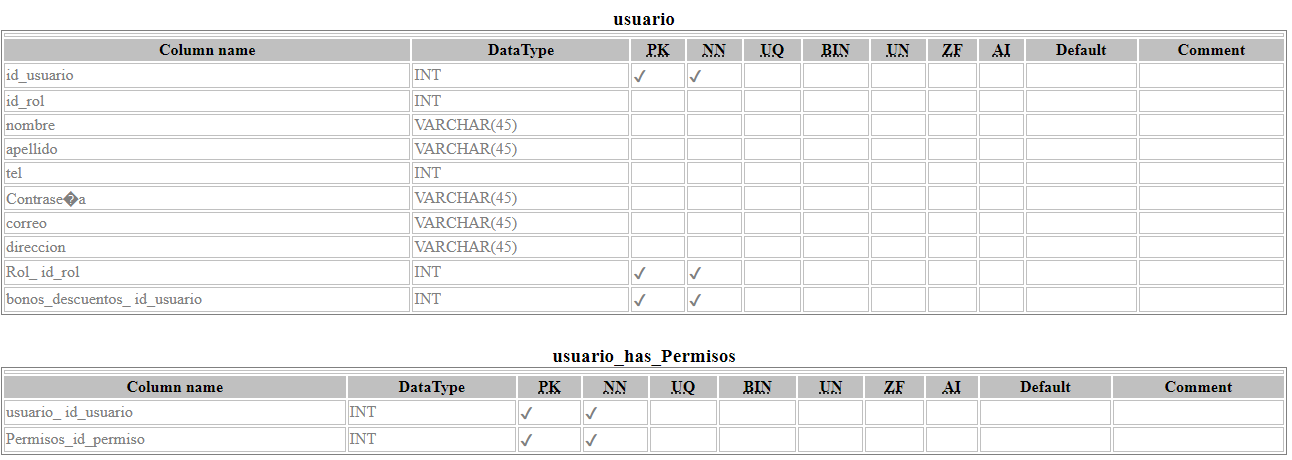 usuario
Column name DataType PK NN UQ BIN UN ZF AI Default Comment
id_usuario INT ✓ ✓
id_rol INT
nombre VARCHAR(45)
apellido VARCHAR(45)
tel INT
Contrase�a VARCHAR(45)
correo VARCHAR(45)
direccion VARCHAR(45)
Rol_ id_rol INT ✓ ✓
bonos_descuentos_ id_usuario INT ✓ ✓
usuario_has_Permisos
Column name DataType PK NN UQ BIN UN ZF AI Default Comment
usuario_ id_usuario INT ✓ ✓
Permisos_id_permiso INT ✓ ✓